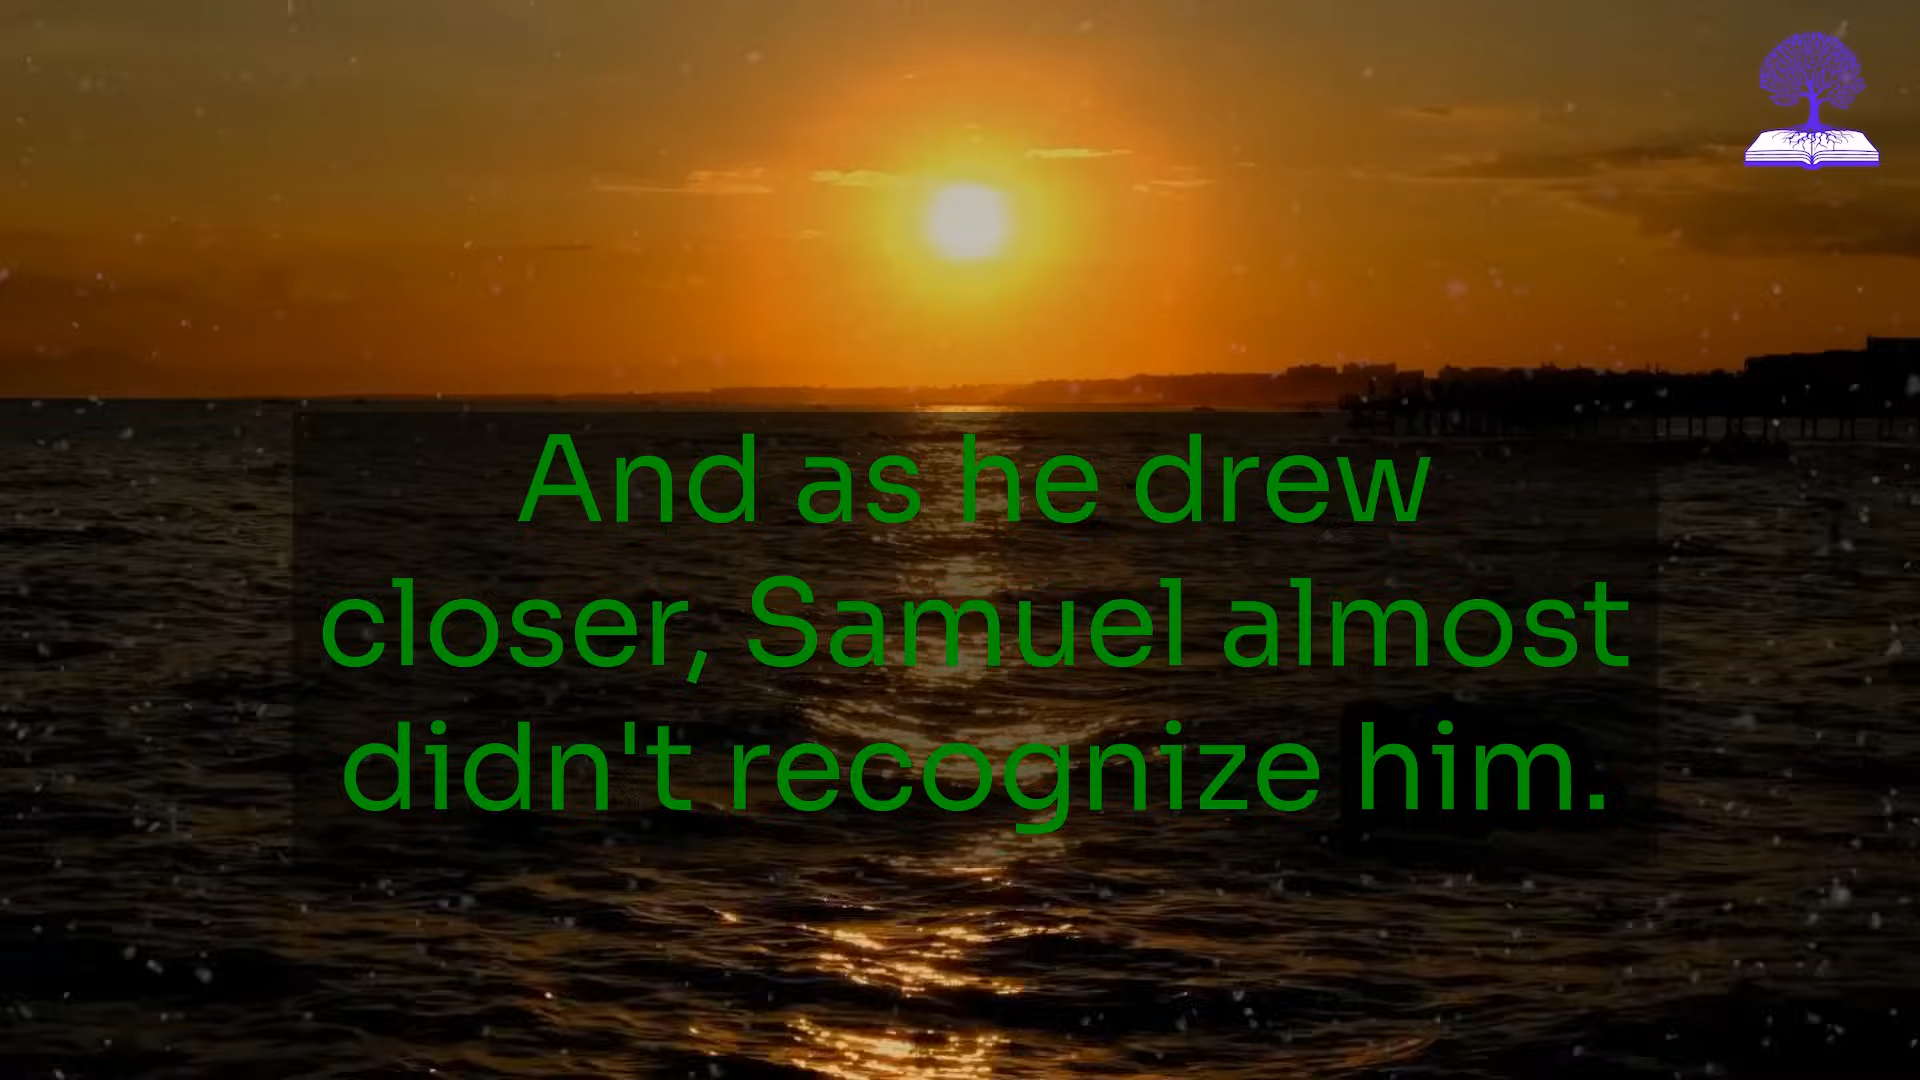 And as he drew
closer, Samuel almost
didn't recognize him.